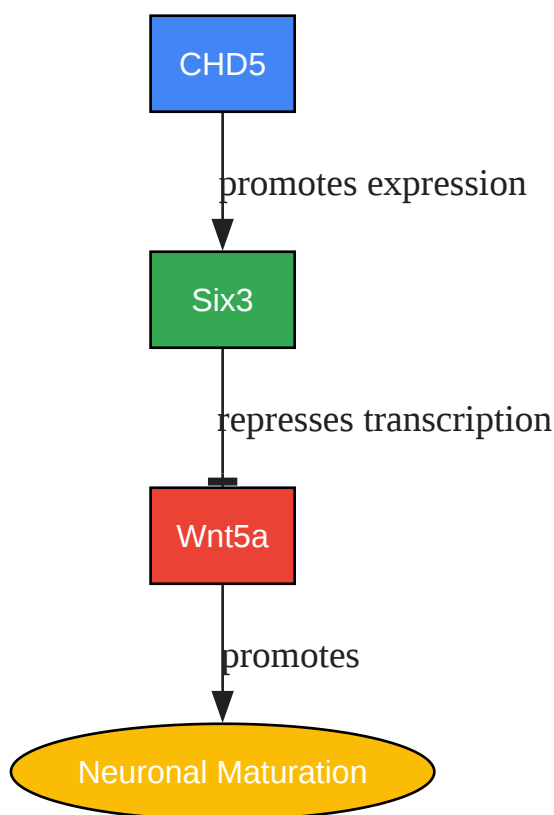 CHD5
promotes expression
Six3
represses transcription
Wnt5a
promotes
Neuronal Maturation